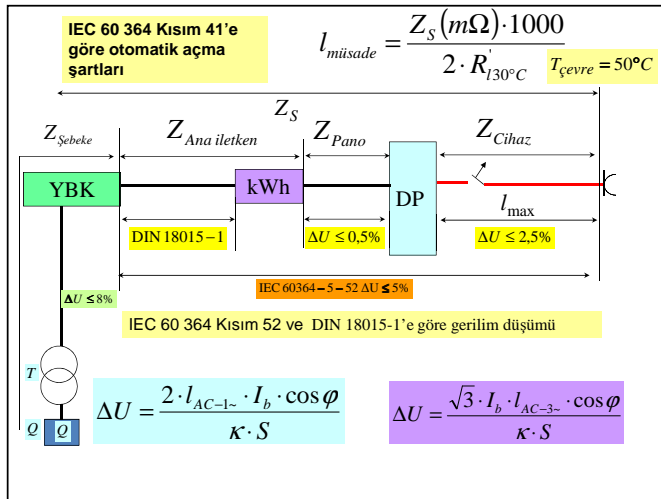 IEC 60 364 Kısım 41'e
göre otomatik açma
şartları
l_müsade = Z_S(mΩ)·1000 / 2·R'_l30°C
T_çevre = 50°C
Z_S
Z_Şebeke
Z_Ana iletken
Z_Pano
Z_Cihaz
YBK
kWh
DP
l_max
DIN 18015–1
ΔU ≤ 0,5%
ΔU ≤ 2,5%
ΔU ≤ 8%
IEC 60364–5–52 ΔU ≤ 5%
IEC 60 364 Kısım 52 ve DIN 18015-1'e göre gerilim düşümü
T
ΔU = 2·l_AC–1~·I_b·cosφ / κ·S
ΔU = √3·I_b·l_AC–3~·cosφ / κ·S
Q
Q